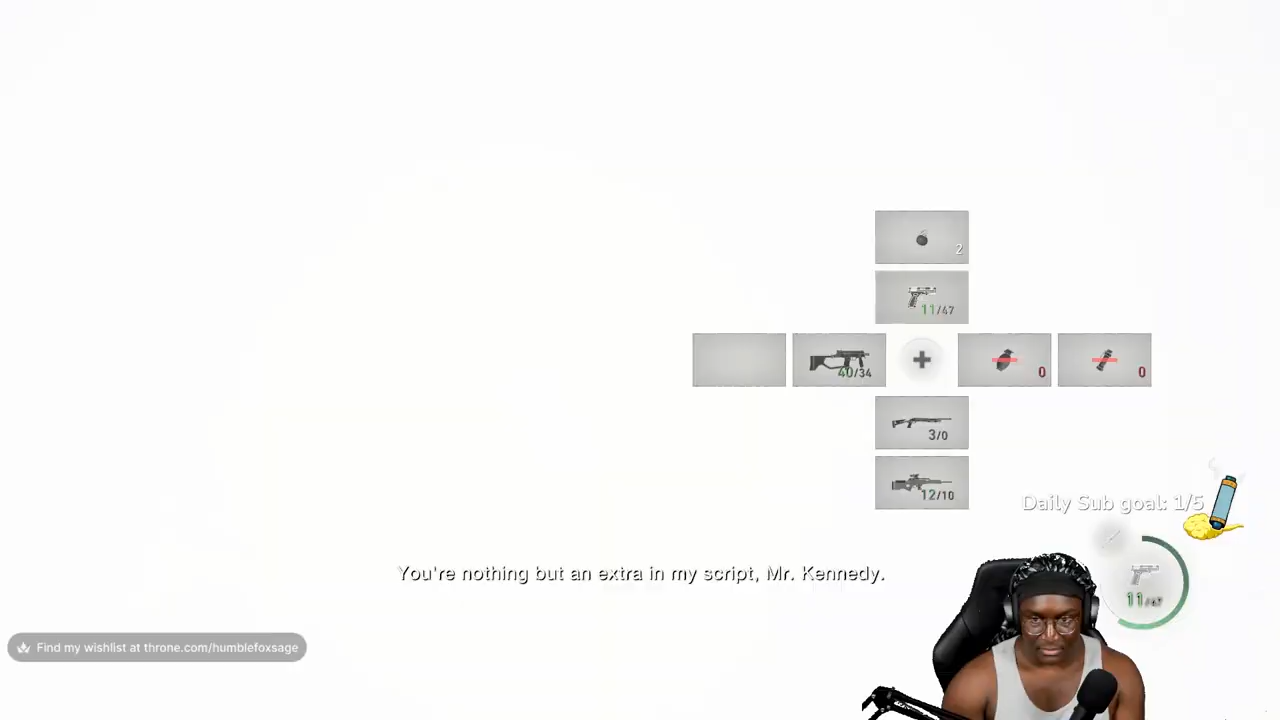 2
11/47
40/34
0
0
3/0
12/10
Daily Sub goal: 1/5
You're nothing but an extra in my script, Mr. Kennedy.
11/47
Find my wishlist at throne.com/humblefoxsage